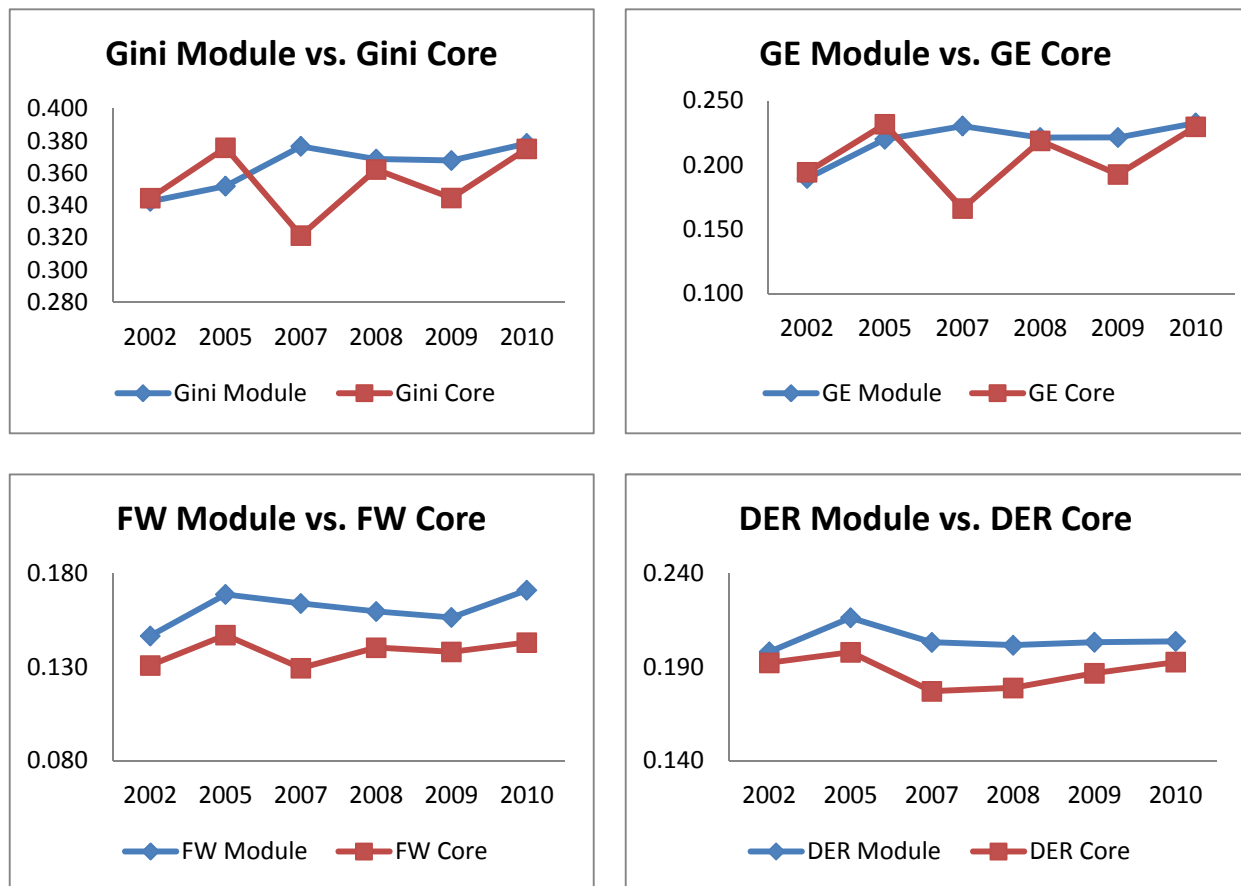 Gini Module vs. Gini Core
0.400
0.380
0.360
0.340
0.320
0.300
0.280
2002 2005 2007 2008 2009 2010
Gini Module Gini Core
GE Module vs. GE Core
0.250
0.200
0.150
0.100
2002 2005 2007 2008 2009 2010
GE Module GE Core
FW Module vs. FW Core
0.180
0.130
0.080
2002 2005 2007 2008 2009 2010
FW Module FW Core
DER Module vs. DER Core
0.240
0.190
0.140
2002 2005 2007 2008 2009 2010
DER Module DER Core